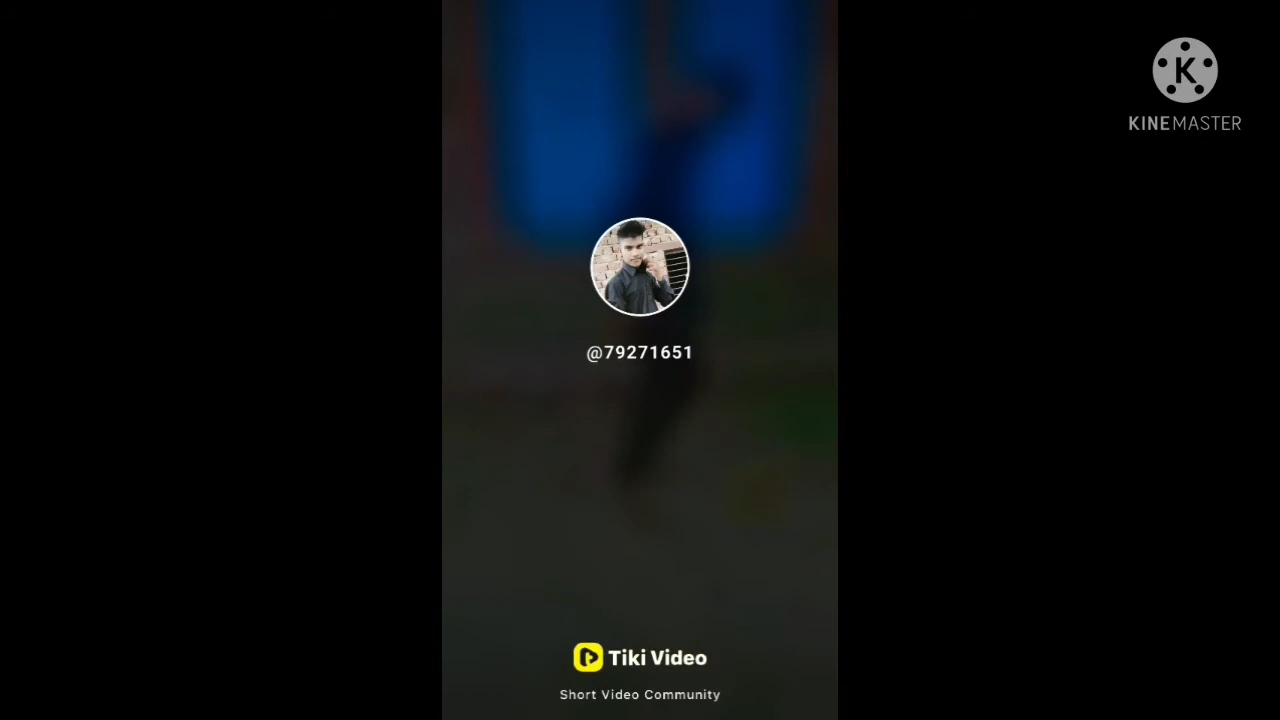 K
KINEMASTER
@79271651
Tiki Video
Short Video Community